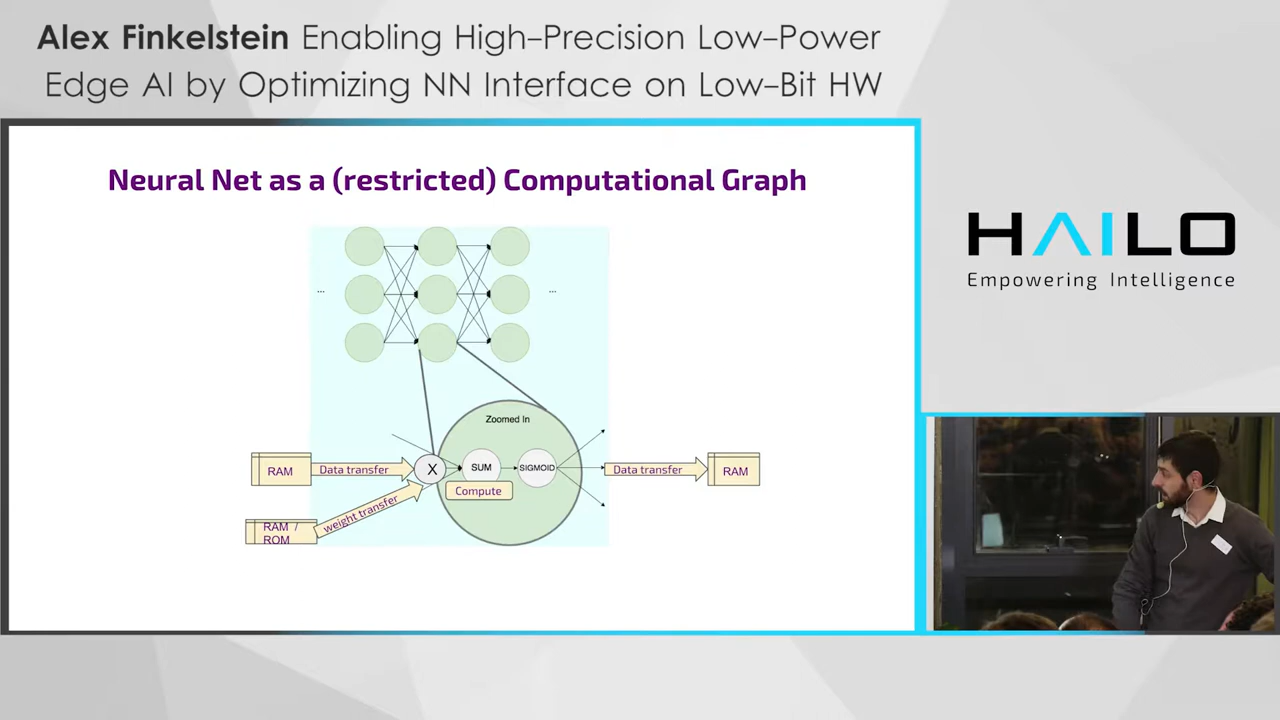 Alex Finkelstein Enabling High–Precision Low–Power
Edge AI by Optimizing NN Interface on Low–Bit HW
Neural Net as a (restricted) Computational Graph
HAILO
Empowering Intelligence
...
...
Zoomed In
RAM
Data transfer
X
SUM
SIGMOID
Data transfer
RAM
Compute
weight transfer
RAM /
ROM